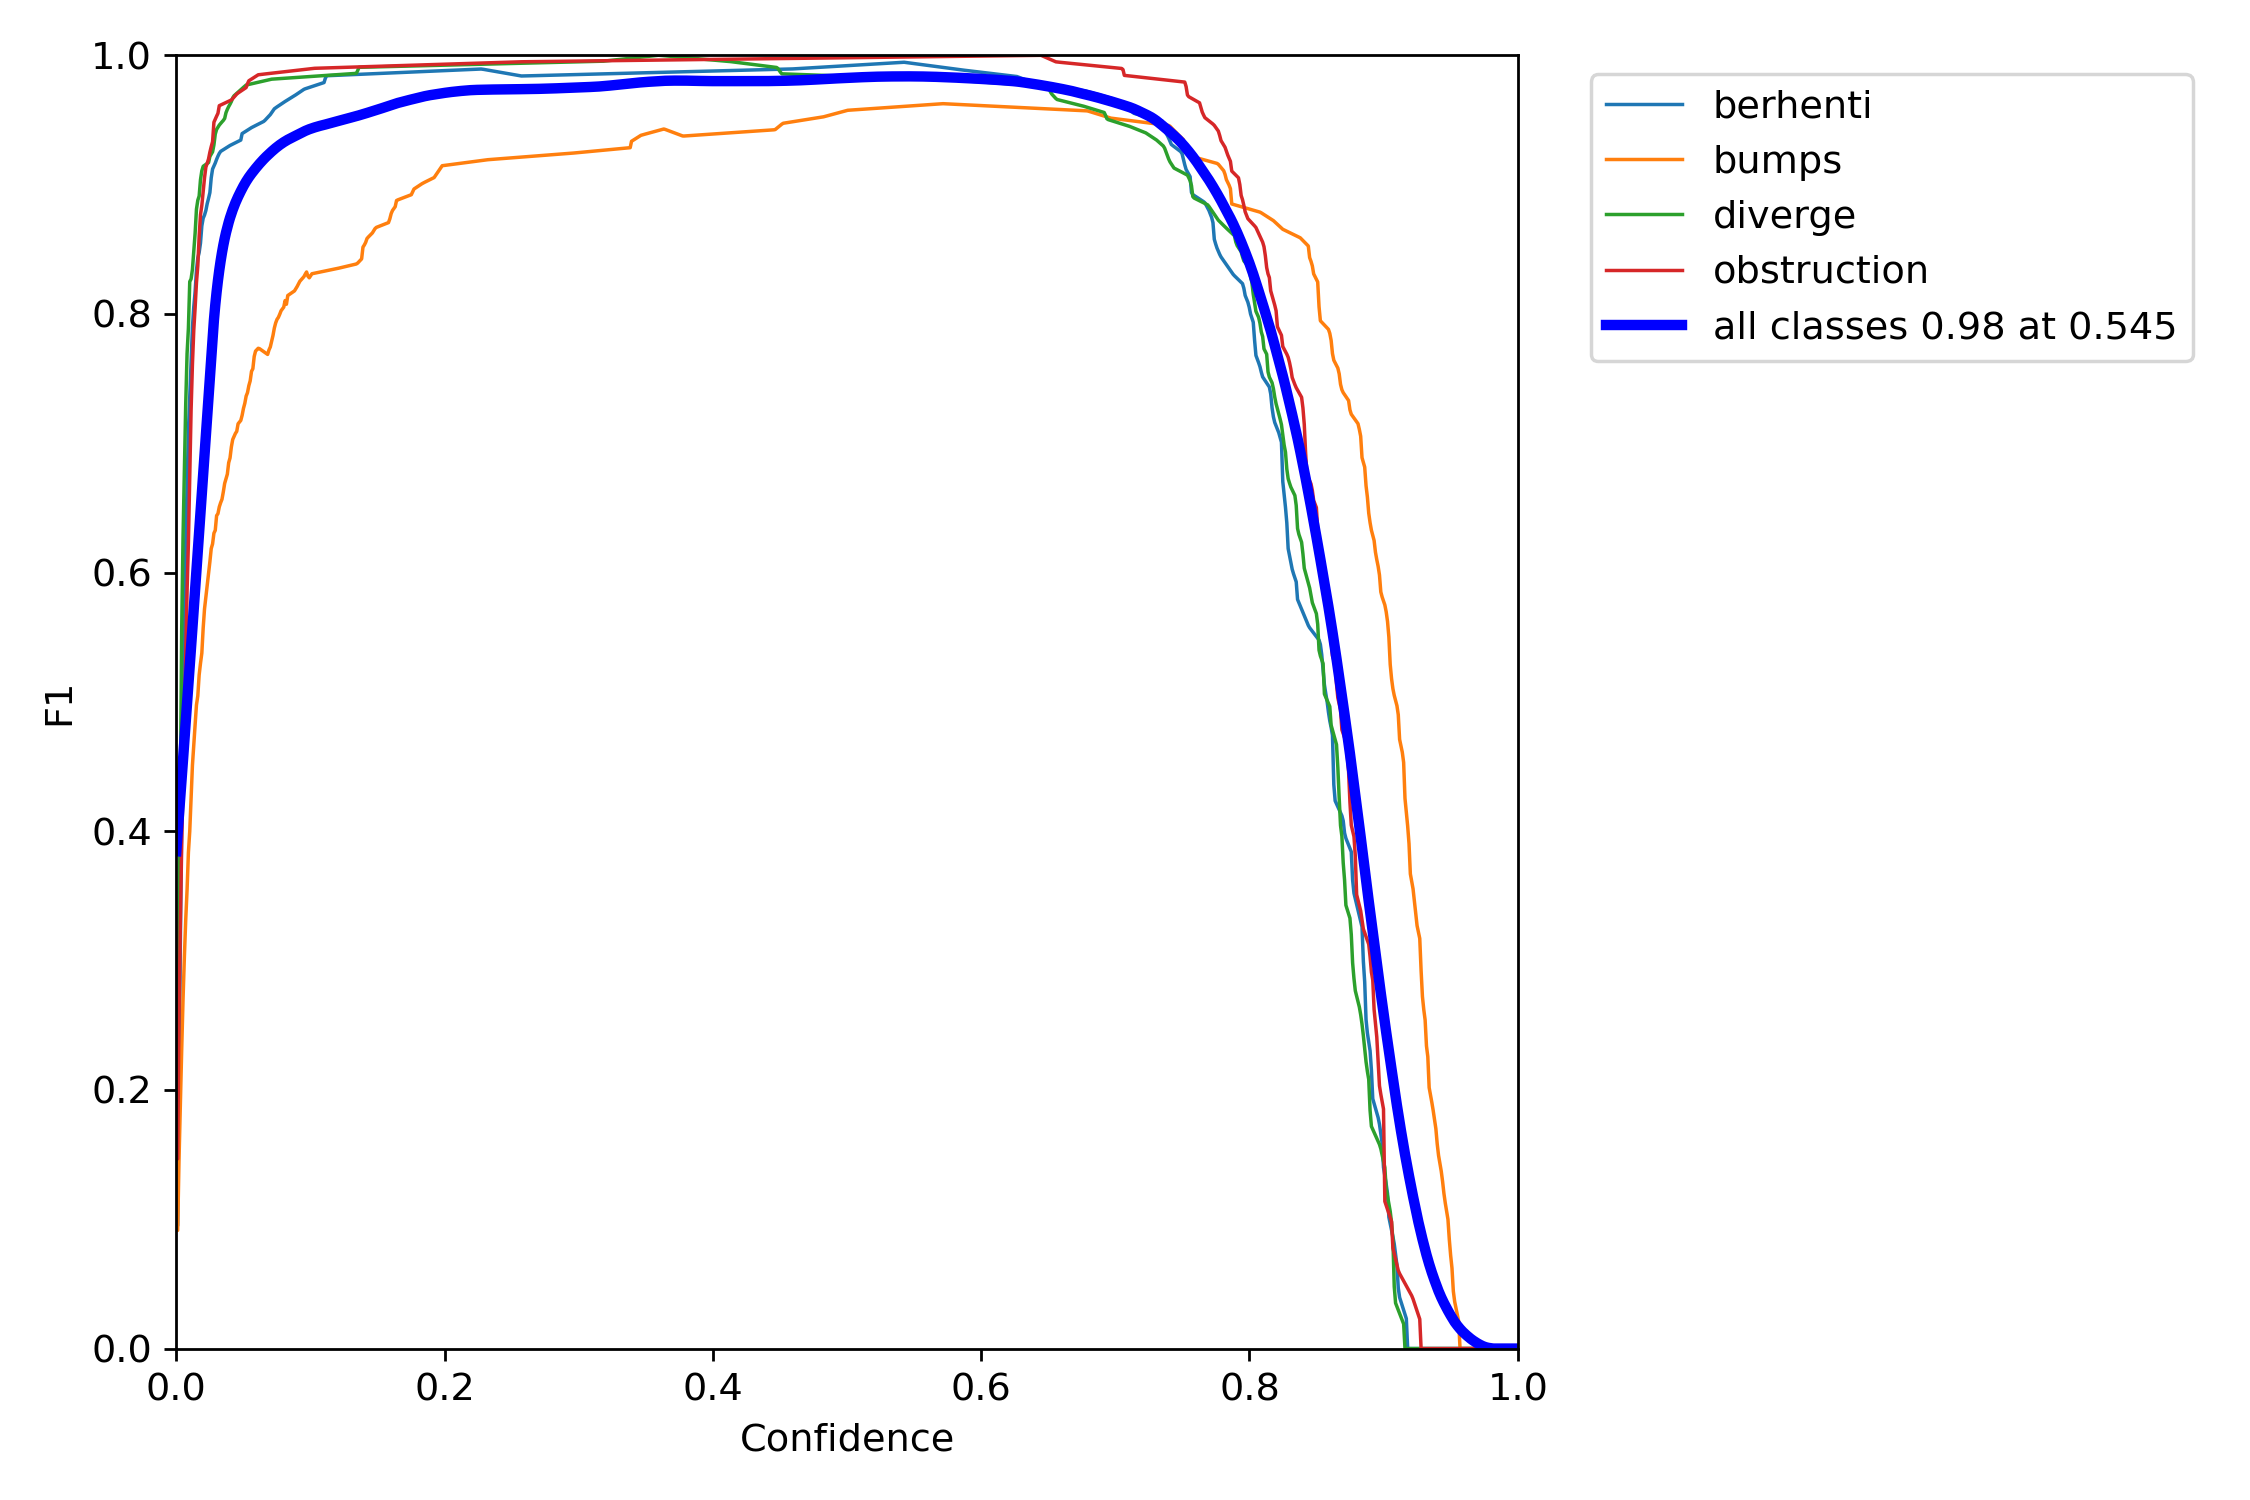 1.0
0.8
0.6
0.4
0.2
0.0
F1
0.0 0.2 0.4 0.6 0.8 1.0
Confidence
berhenti
bumps
diverge
obstruction
all classes 0.98 at 0.545